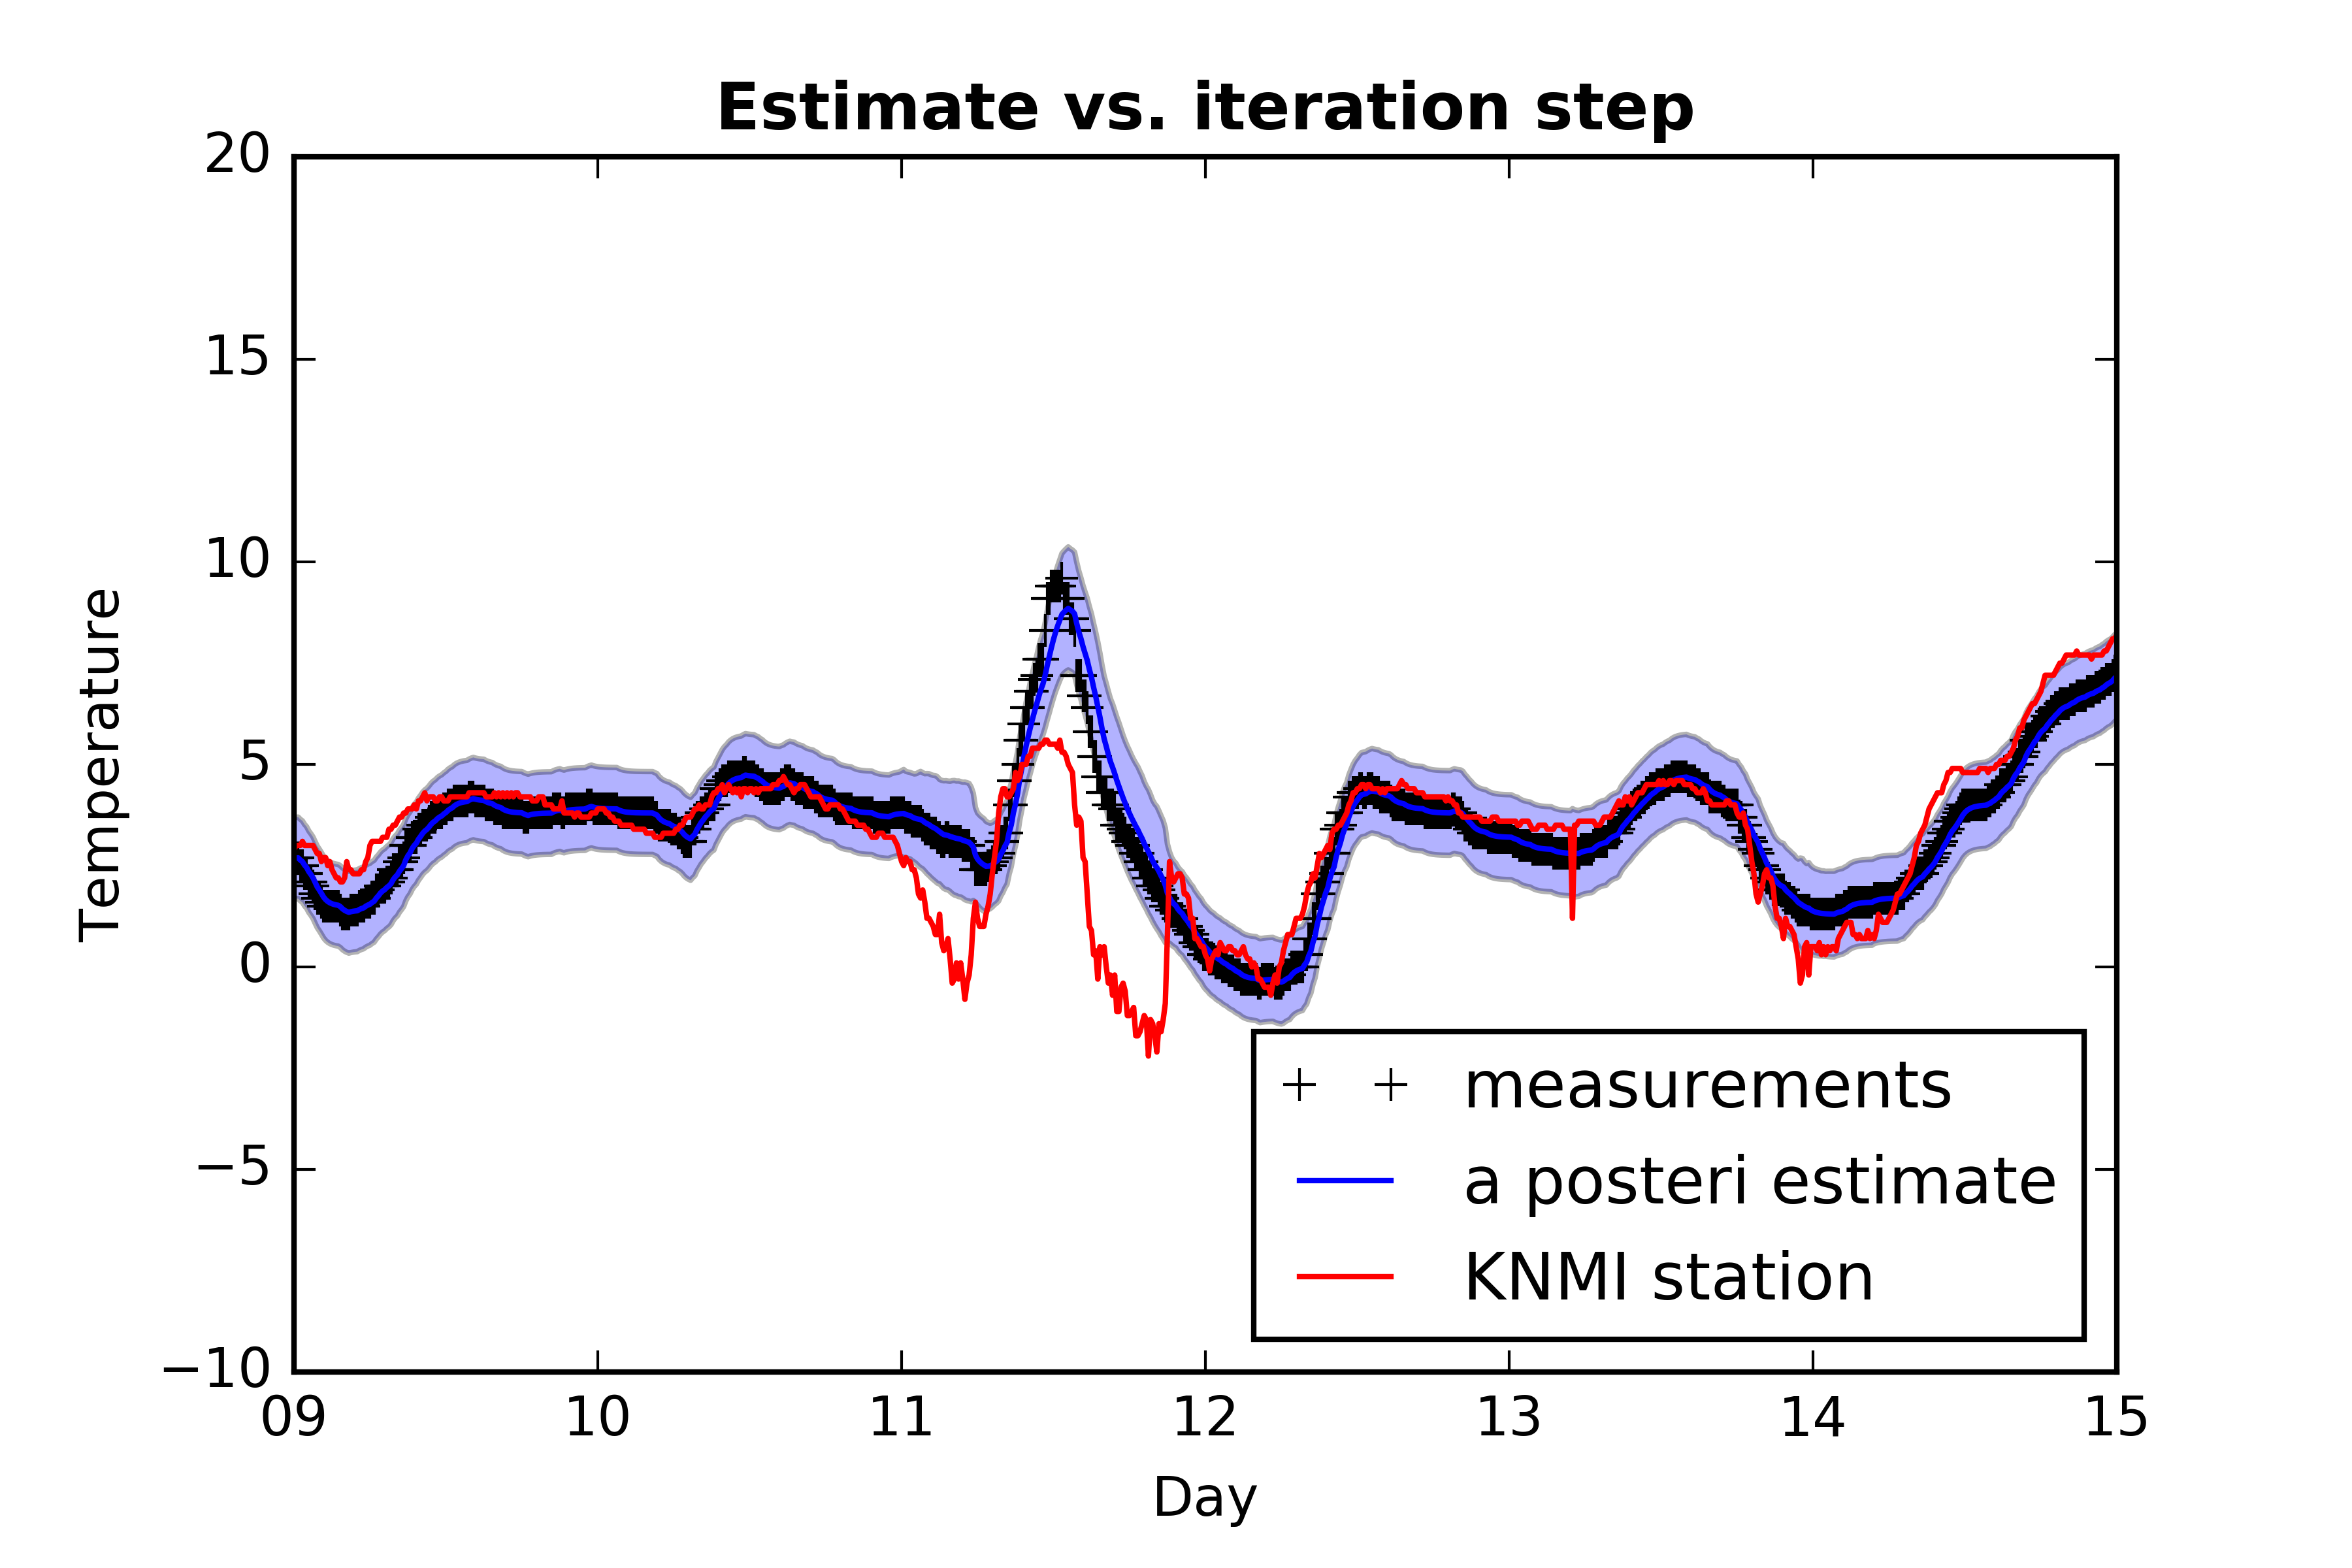 Estimate vs. iteration step
20
15
10
5
0
−5
−10
Temperature
09 10 11 12 13 14 15
Day
measurements
a posteri estimate
KNMI station